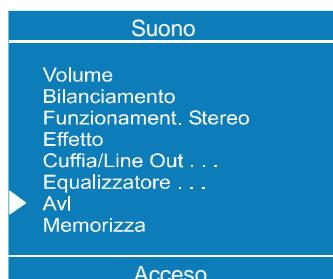 Suono
Volume
Bilanciamento
Funzionament. Stereo
Effetto
Cuffia/Line Out . . .
Equalizzatore . . .
Avl
Memorizza
Acceso